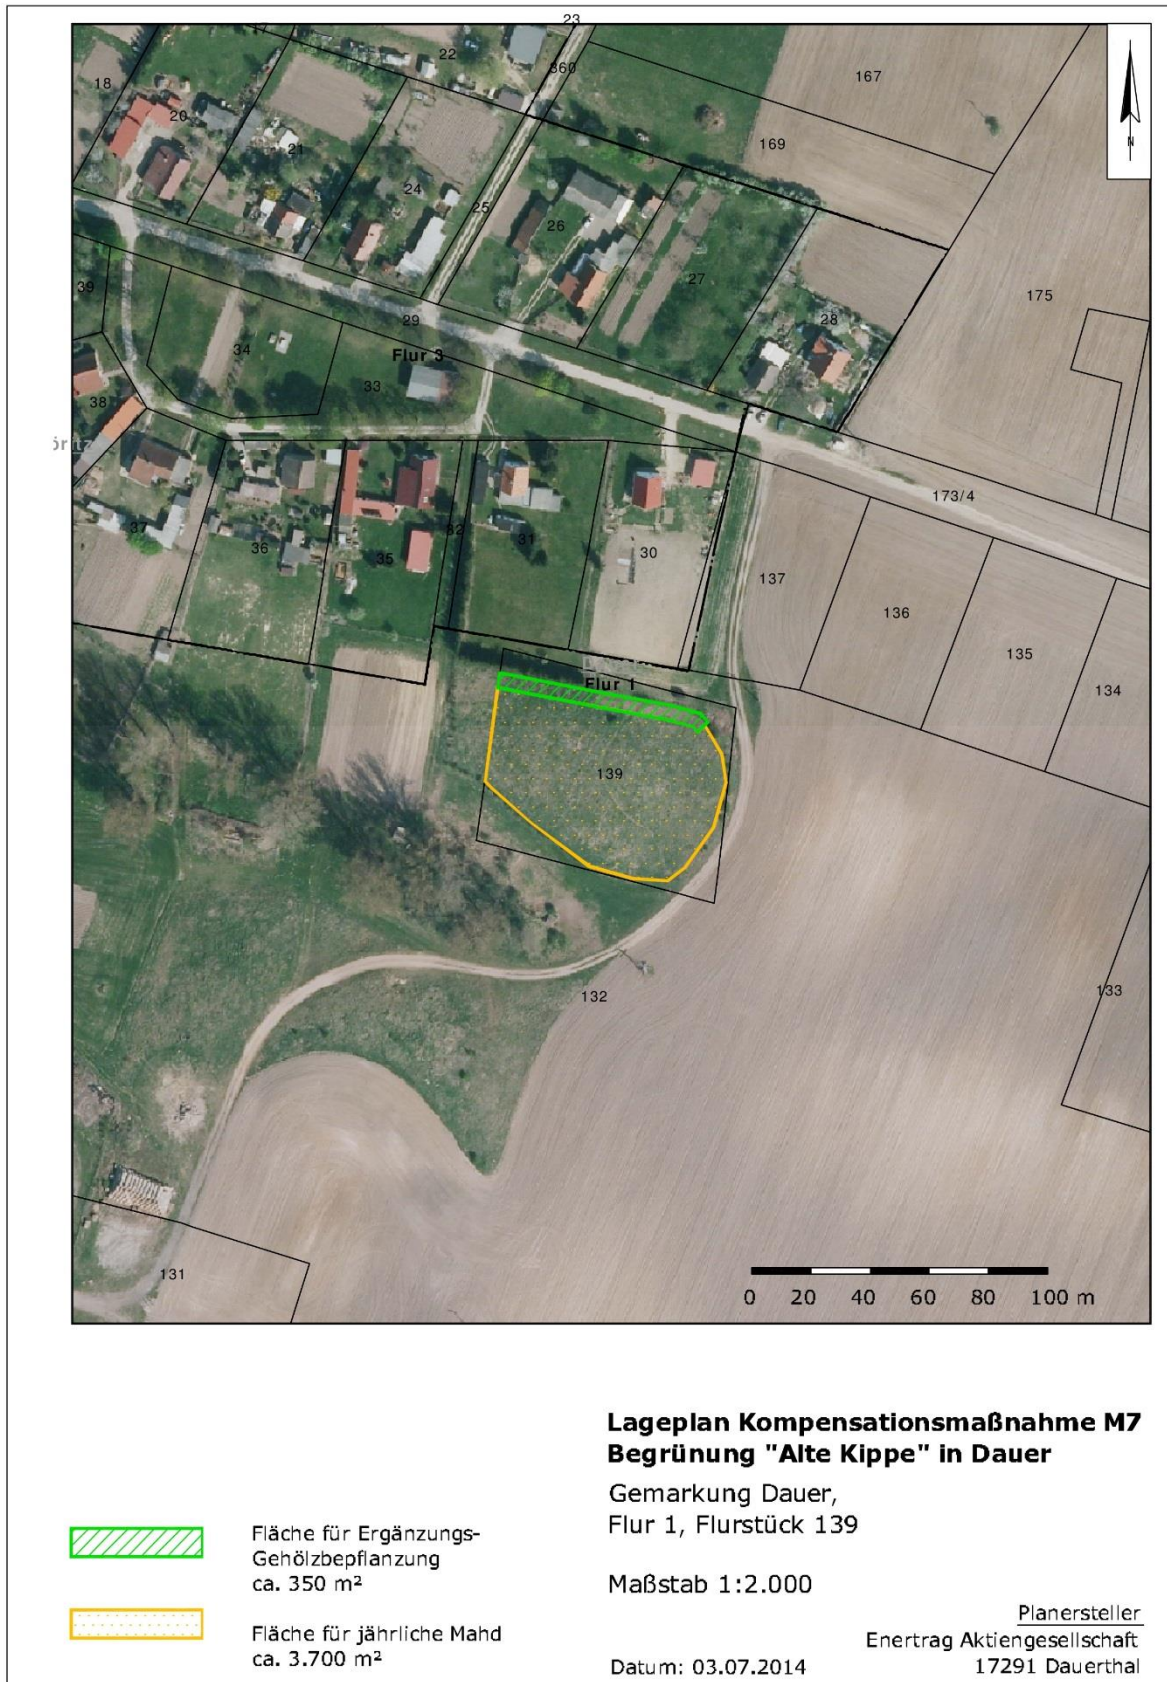 23
17
22
360
167
18
20
169
21
24
25
26
27
175
39
28
29
34
Flur 3
33
38
öritz
173/4
37
36
35
32
31
30
137
136
135
134
Flur 1
139
132
133
131
N
0 20 40 60 80 100 m
Lageplan Kompensationsmaßnahme M7
Begrünung "Alte Kippe" in Dauer
Gemarkung Dauer,
Flur 1, Flurstück 139
Maßstab 1:2.000
Fläche für Ergänzungs-
Gehölzbepflanzung
ca. 350 m²
Fläche für jährliche Mahd
ca. 3.700 m²
Planersteller
Enertrag Aktiengesellschaft
17291 Dauerthal
Datum: 03.07.2014